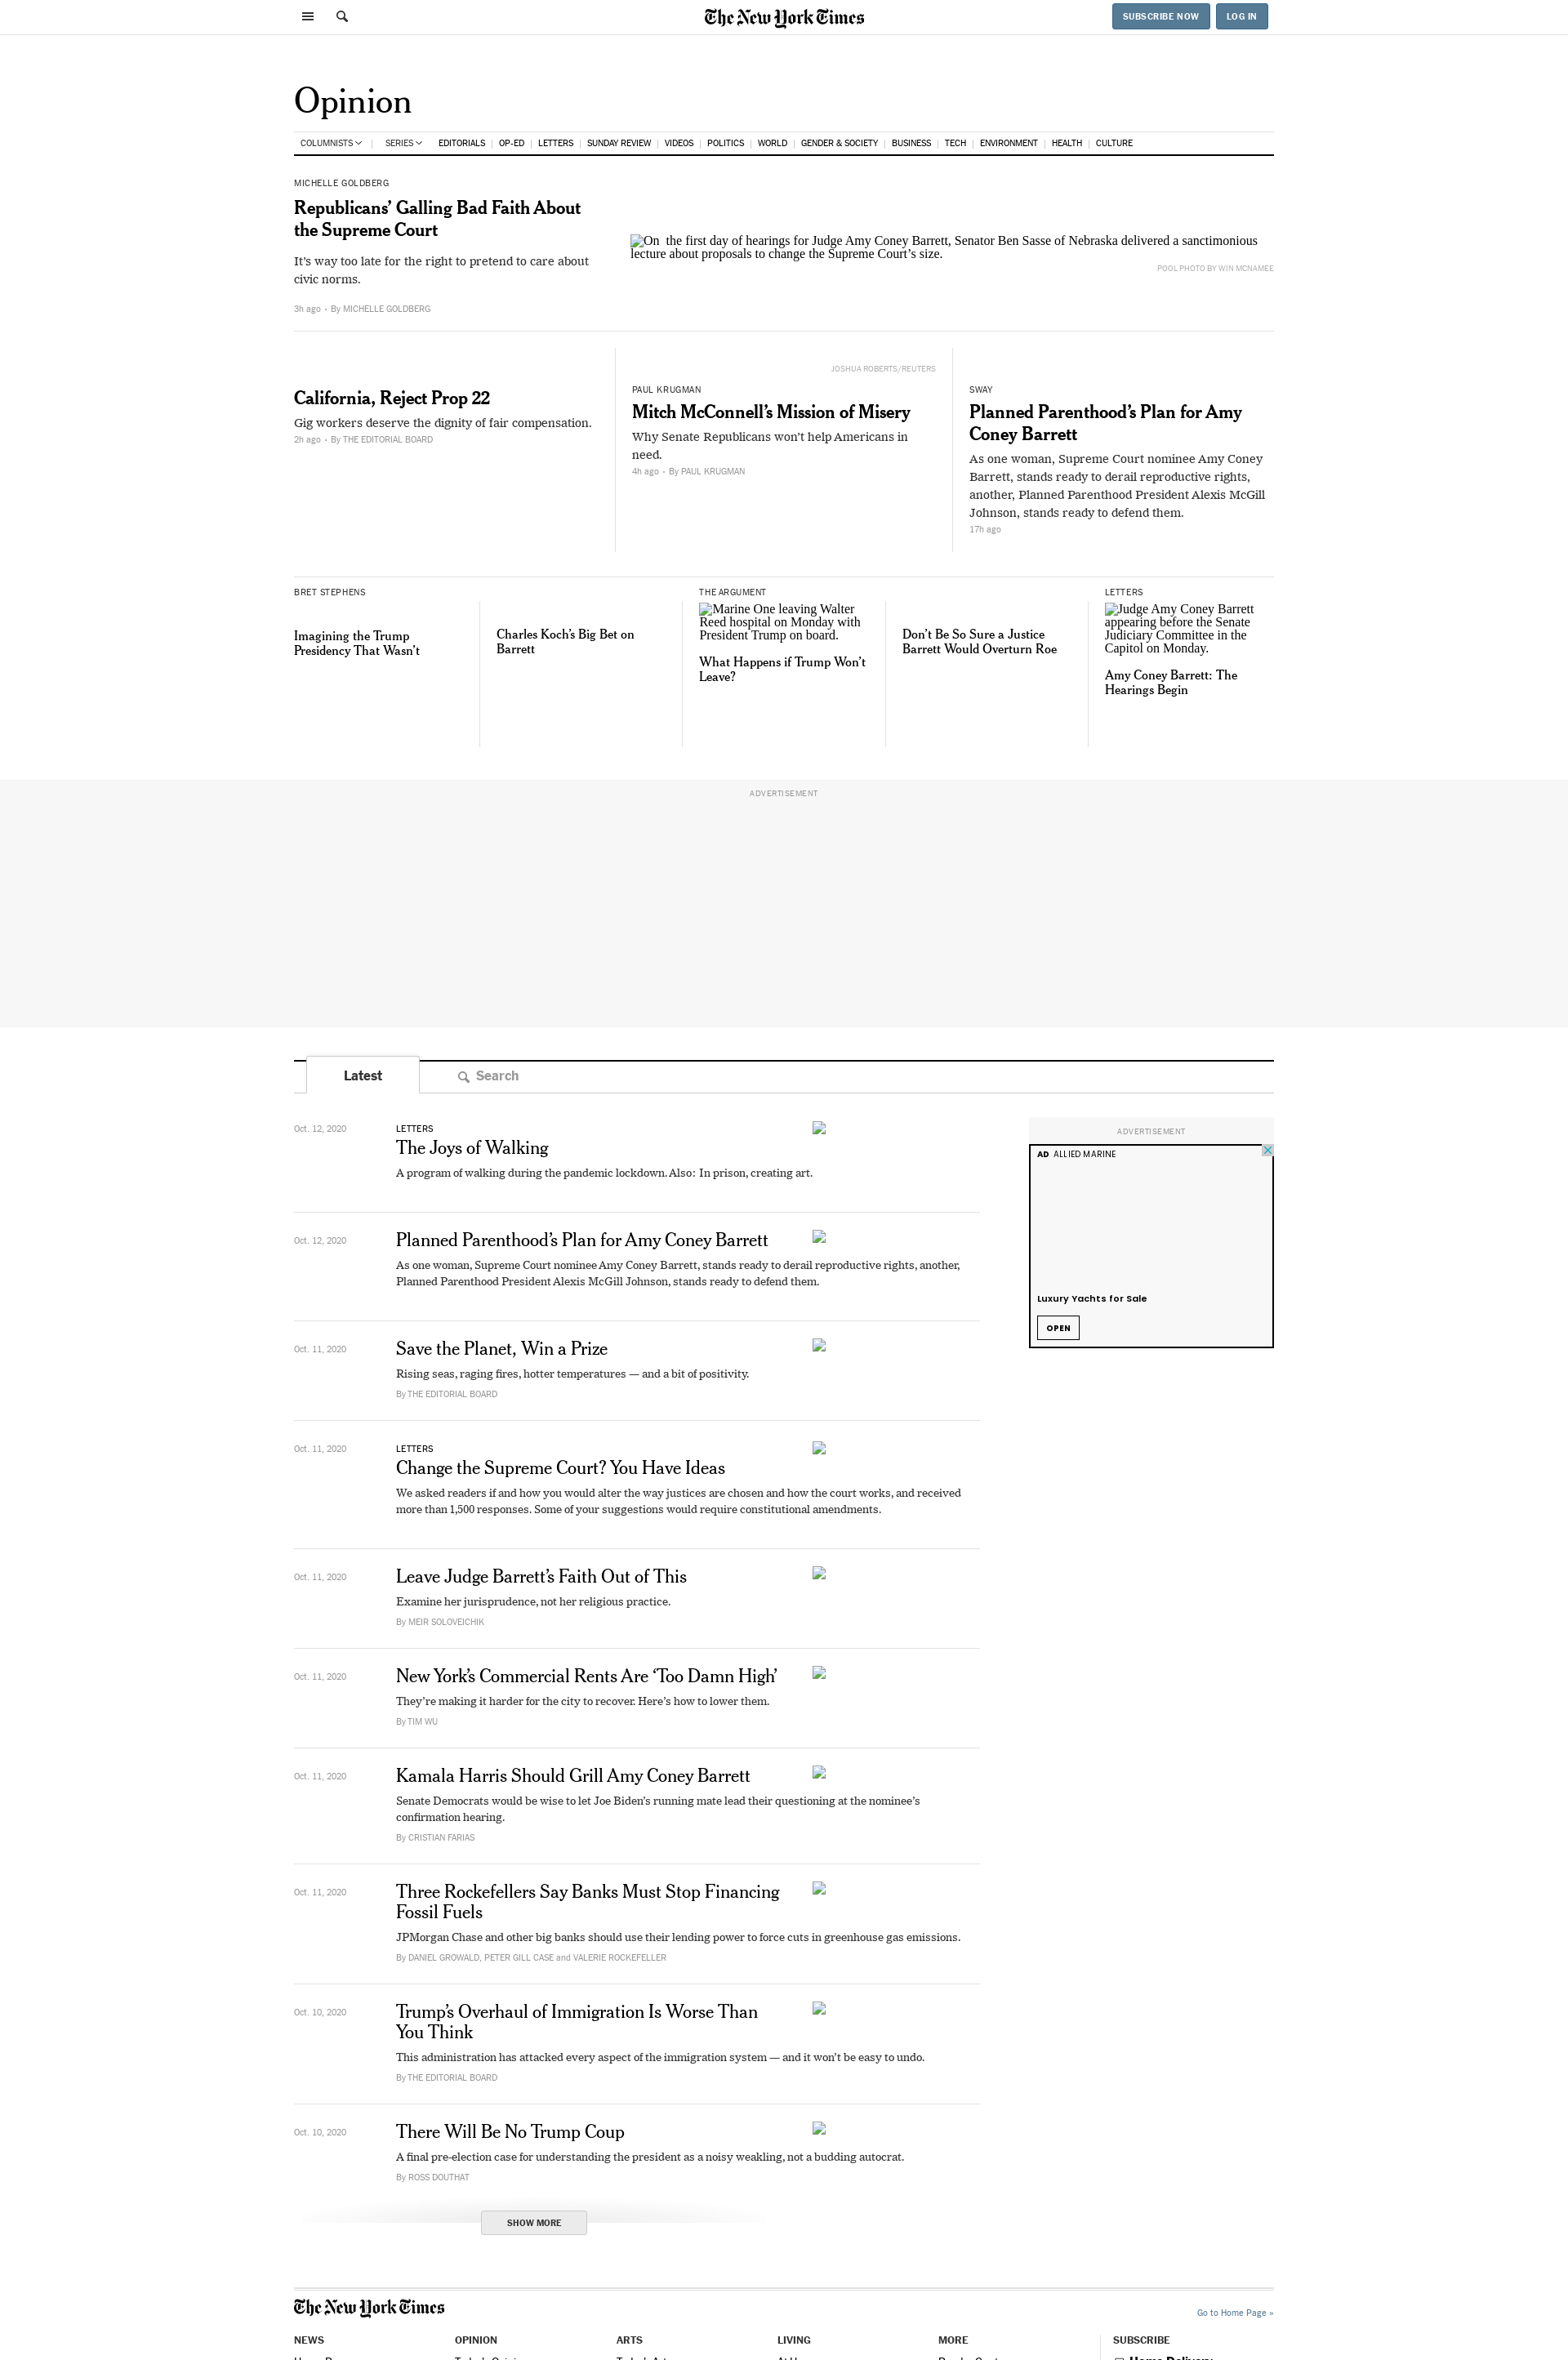 The New York Times
SUBSCRIBE NOW
LOG IN
Opinion
COLUMNISTS
SERIES
EDITORIALS
OP-ED
LETTERS
SUNDAY REVIEW
VIDEOS
POLITICS
WORLD
GENDER & SOCIETY
BUSINESS
TECH
ENVIRONMENT
HEALTH
CULTURE
MICHELLE GOLDBERG
Republicans’ Galling Bad Faith About
the Supreme Court
It’s way too late for the right to pretend to care about
civic norms.
3h ago • By MICHELLE GOLDBERG
On the first day of hearings for Judge Amy Coney Barrett, Senator Ben Sasse of Nebraska delivered a sanctimonious
lecture about proposals to change the Supreme Court’s size.
POOL PHOTO BY WIN MCNAMEE
California, Reject Prop 22
Gig workers deserve the dignity of fair compensation.
2h ago • By THE EDITORIAL BOARD
JOSHUA ROBERTS/REUTERS
PAUL KRUGMAN
Mitch McConnell’s Mission of Misery
Why Senate Republicans won’t help Americans in
need.
4h ago • By PAUL KRUGMAN
SWAY
Planned Parenthood’s Plan for Amy
Coney Barrett
As one woman, Supreme Court nominee Amy Coney
Barrett, stands ready to derail reproductive rights,
another, Planned Parenthood President Alexis McGill
Johnson, stands ready to defend them.
17h ago
BRET STEPHENS
Imagining the Trump
Presidency That Wasn’t
Charles Koch’s Big Bet on
Barrett
THE ARGUMENT
Marine One leaving Walter
Reed hospital on Monday with
President Trump on board.
What Happens if Trump Won’t
Leave?
Don’t Be So Sure a Justice
Barrett Would Overturn Roe
LETTERS
Judge Amy Coney Barrett
appearing before the Senate
Judiciary Committee in the
Capitol on Monday.
Amy Coney Barrett: The
Hearings Begin
ADVERTISEMENT
Latest
Search
Oct. 12, 2020
LETTERS
The Joys of Walking
A program of walking during the pandemic lockdown. Also: In prison, creating art.
Oct. 12, 2020
Planned Parenthood’s Plan for Amy Coney Barrett
As one woman, Supreme Court nominee Amy Coney Barrett, stands ready to derail reproductive rights, another,
Planned Parenthood President Alexis McGill Johnson, stands ready to defend them.
Oct. 11, 2020
Save the Planet, Win a Prize
Rising seas, raging fires, hotter temperatures — and a bit of positivity.
By THE EDITORIAL BOARD
Oct. 11, 2020
LETTERS
Change the Supreme Court? You Have Ideas
We asked readers if and how you would alter the way justices are chosen and how the court works, and received
more than 1,500 responses. Some of your suggestions would require constitutional amendments.
Oct. 11, 2020
Leave Judge Barrett’s Faith Out of This
Examine her jurisprudence, not her religious practice.
By MEIR SOLOVEICHIK
Oct. 11, 2020
New York’s Commercial Rents Are ‘Too Damn High’
They’re making it harder for the city to recover. Here’s how to lower them.
By TIM WU
Oct. 11, 2020
Kamala Harris Should Grill Amy Coney Barrett
Senate Democrats would be wise to let Joe Biden’s running mate lead their questioning at the nominee’s
confirmation hearing.
By CRISTIAN FARIAS
Oct. 11, 2020
Three Rockefellers Say Banks Must Stop Financing
Fossil Fuels
JPMorgan Chase and other big banks should use their lending power to force cuts in greenhouse gas emissions.
By DANIEL GROWALD, PETER GILL CASE and VALERIE ROCKEFELLER
Oct. 10, 2020
Trump’s Overhaul of Immigration Is Worse Than
You Think
This administration has attacked every aspect of the immigration system — and it won’t be easy to undo.
By THE EDITORIAL BOARD
Oct. 10, 2020
There Will Be No Trump Coup
A final pre-election case for understanding the president as a noisy weakling, not a budding autocrat.
By ROSS DOUTHAT
SHOW MORE
ADVERTISEMENT
AD ALLIED MARINE
Luxury Yachts for Sale
OPEN
The New York Times
Go to Home Page »
NEWS
OPINION
ARTS
LIVING
MORE
SUBSCRIBE